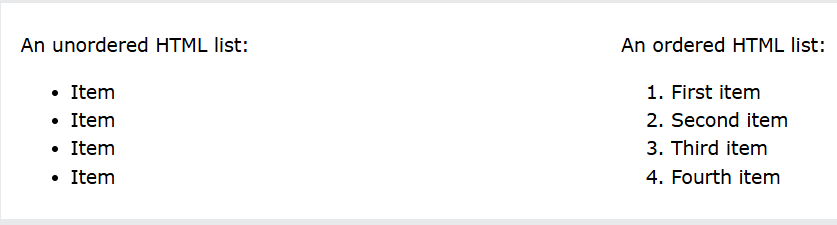 An unordered HTML list:
• Item
• Item
• Item
• Item
An ordered HTML list:
1. First item
2. Second item
3. Third item
4. Fourth item